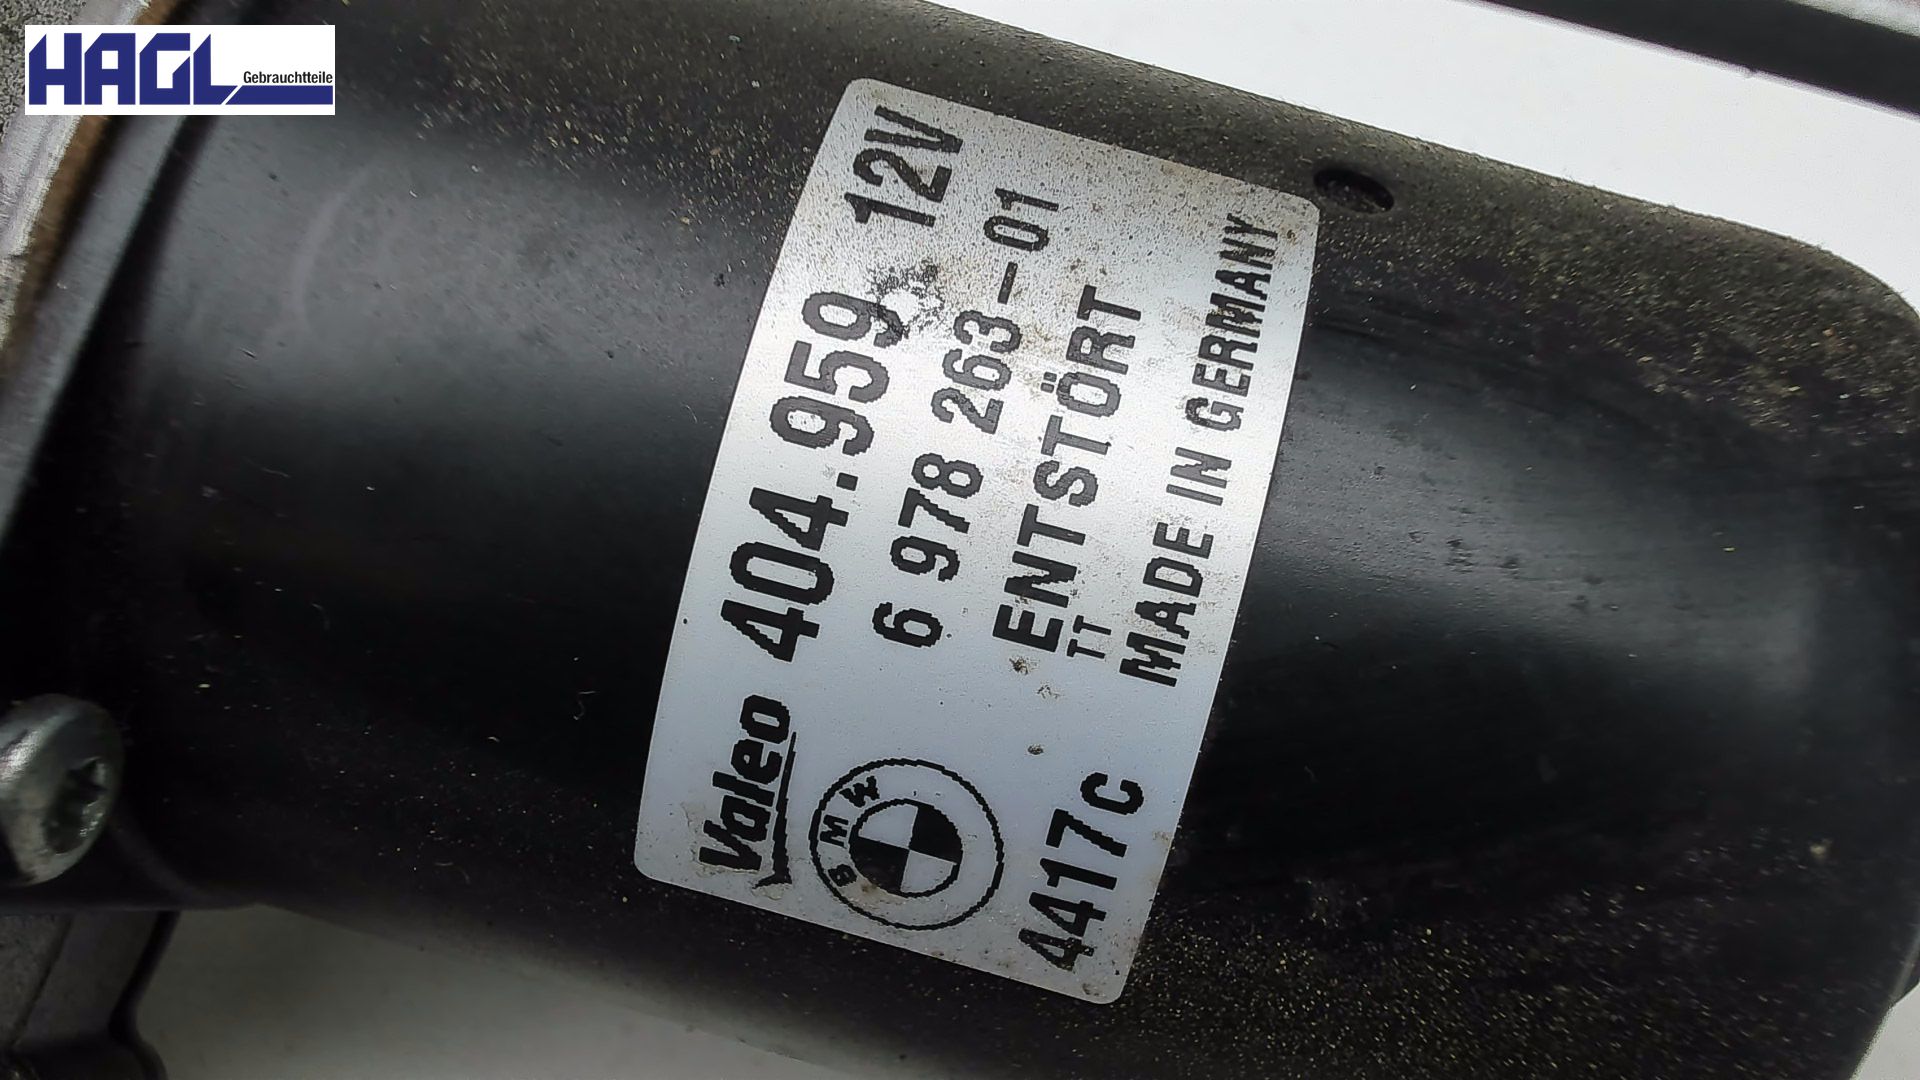 HAGL
Gebrauchtteile
Valeo 404.959 12V
6 978 263-01
ENTSTÖRT
TT
MADE IN GERMANY
BMW
4417C